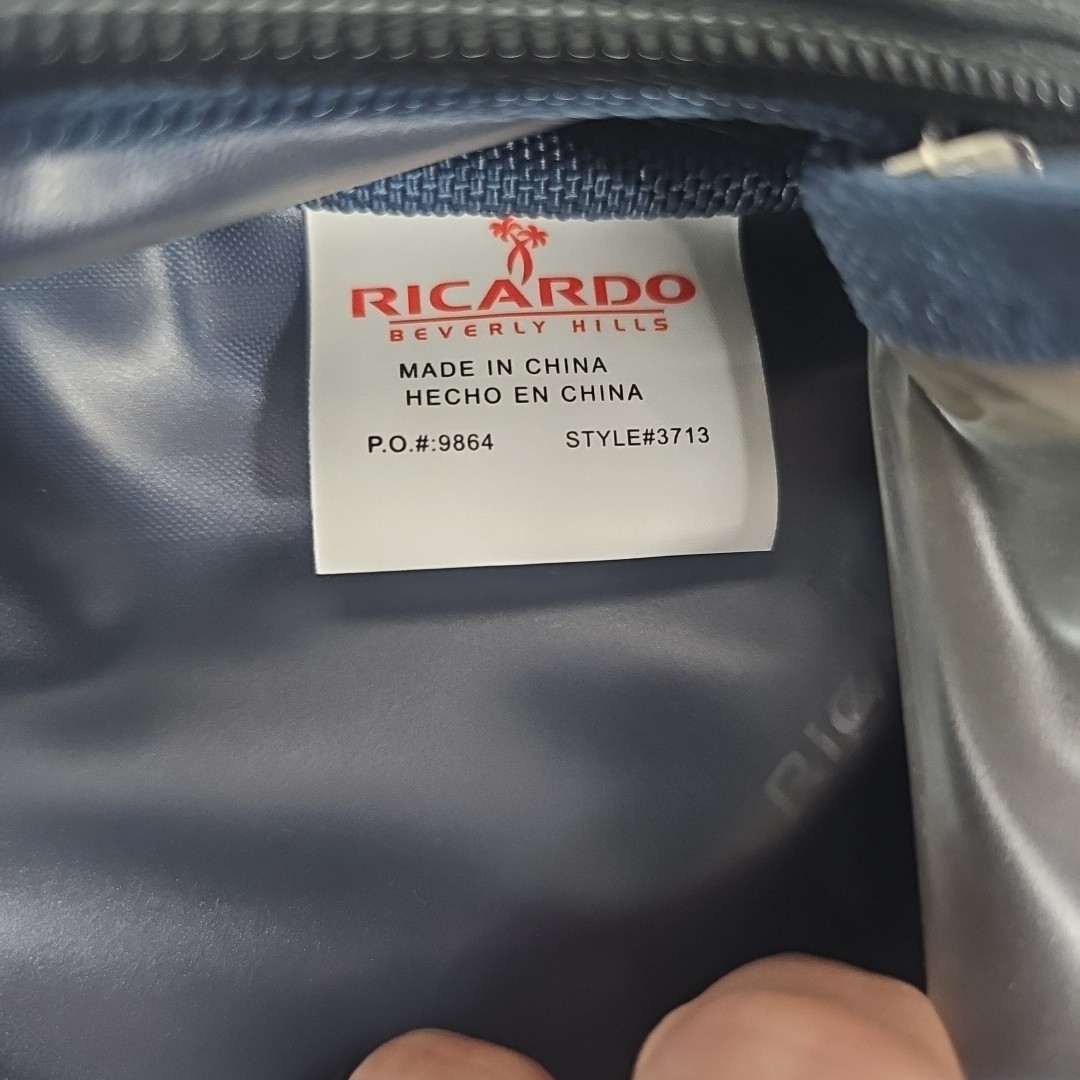 RICARDO
BEVERLY HILLS
MADE IN CHINA
HECHO EN CHINA
P.O.#:9864 STYLE#3713